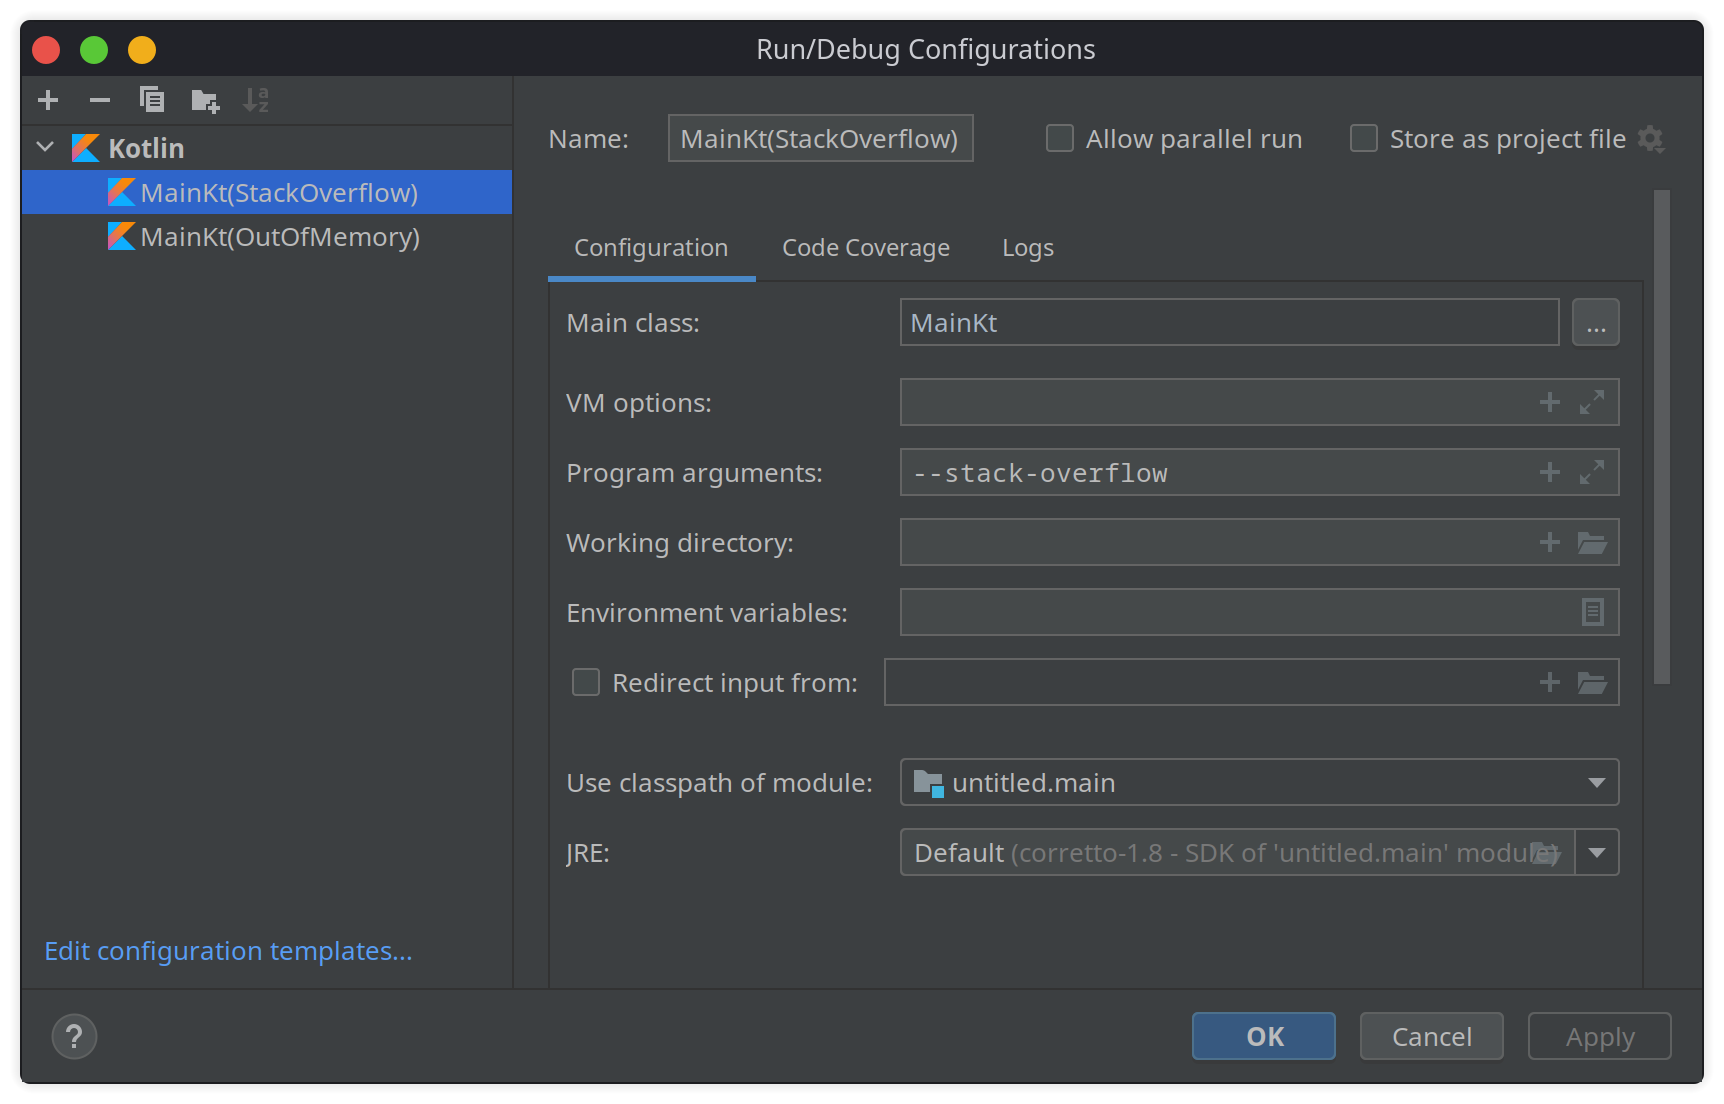 Run/Debug Configurations
Kotlin
MainKt(StackOverflow)
MainKt(OutOfMemory)
Edit configuration templates...
Name: MainKt(StackOverflow) Allow parallel run Store as project file
Configuration Code Coverage Logs
Main class: MainKt ...
VM options:
Program arguments: --stack-overflow
Working directory:
Environment variables:
Redirect input from:
Use classpath of module: untitled.main
JRE: Default (corretto-1.8 - SDK of 'untitled.main' module)
? OK Cancel Apply